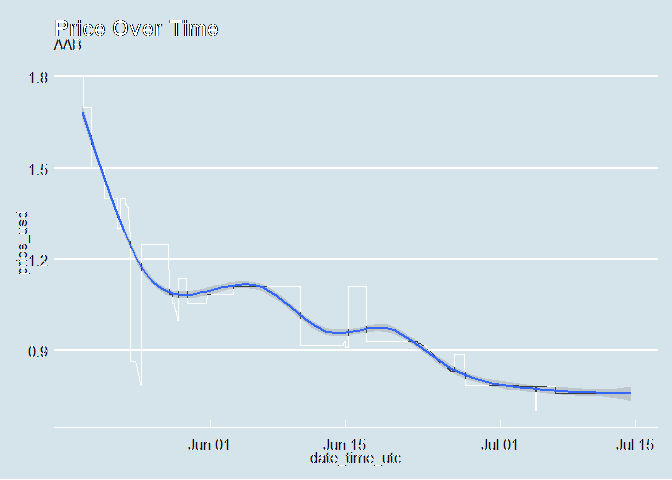 Price Over Time
AAB
1.8
1.5
1.2
0.9
price_usd
Jun 01
Jun 15
Jul 01
Jul 15
date_time_utc